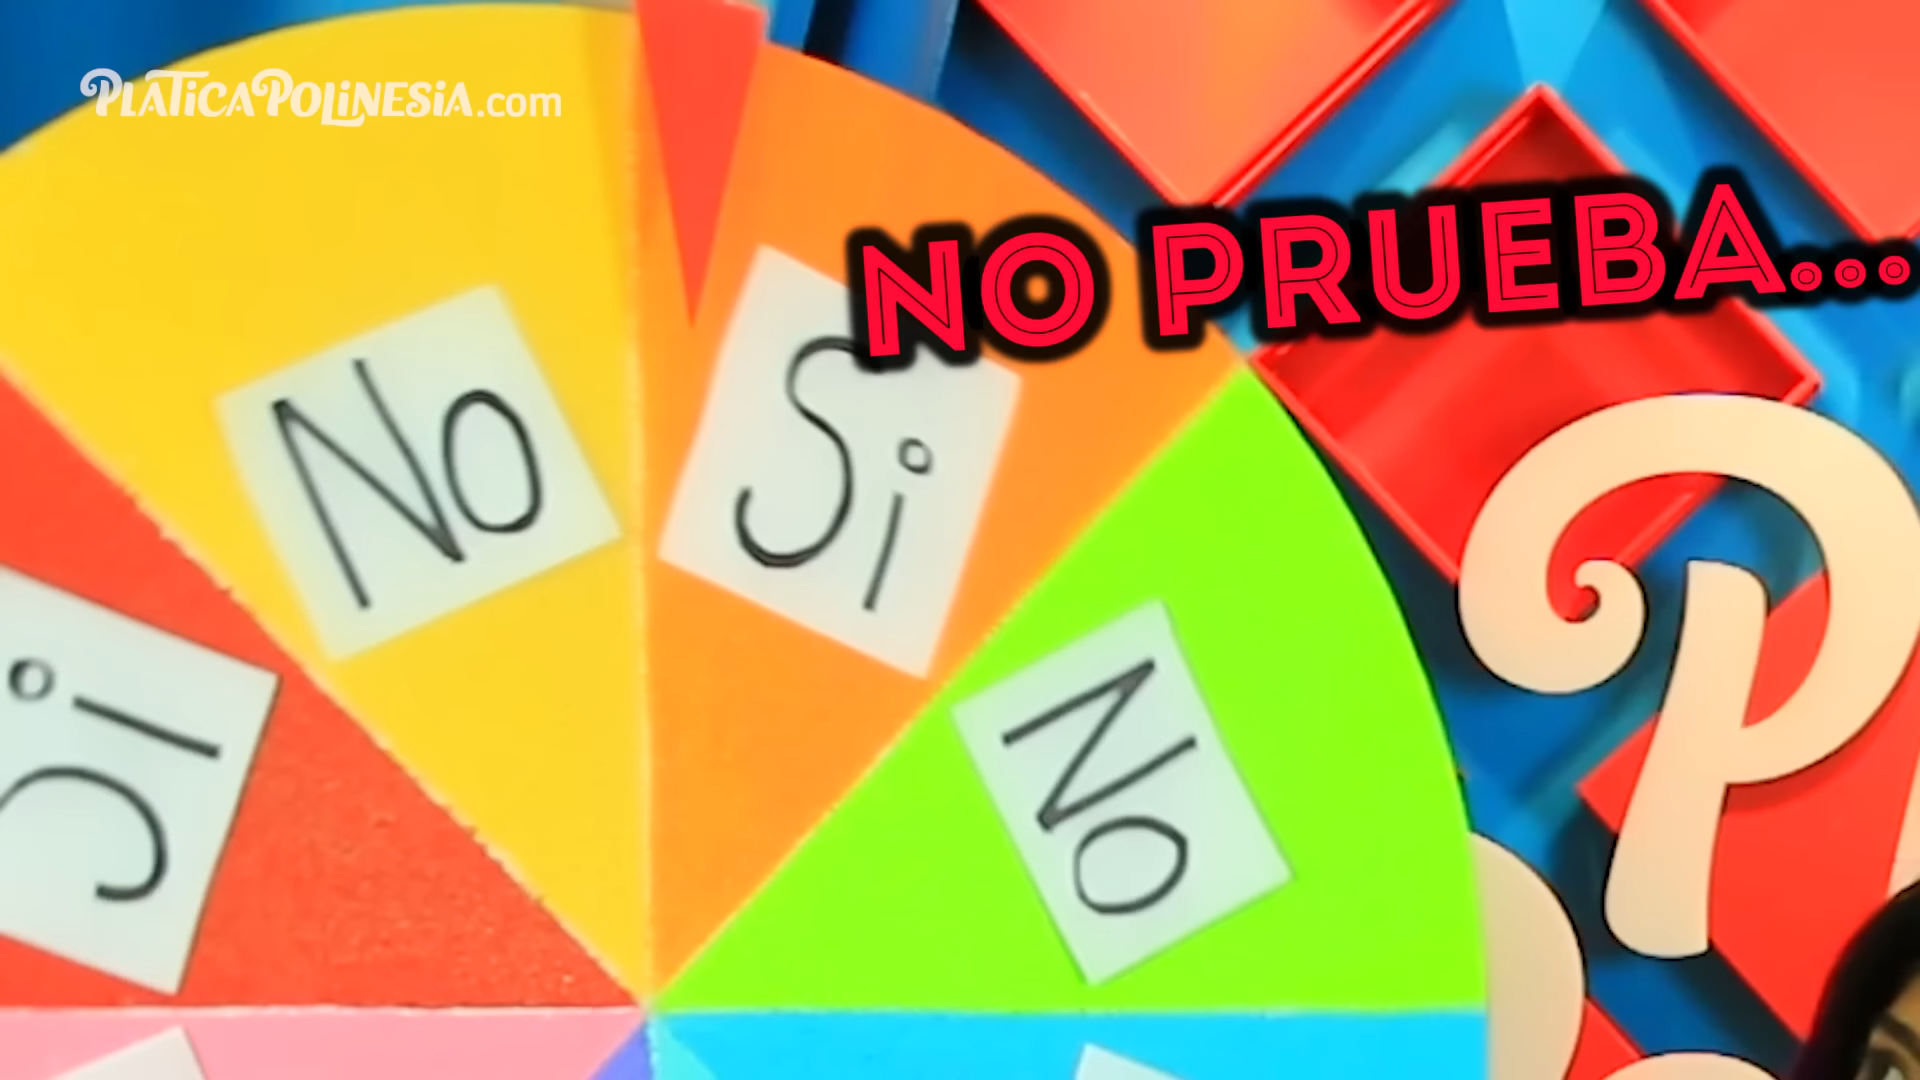 PLATICAPOLINESIA.com
NO PRUEBA...
No
Si
No
Si
P